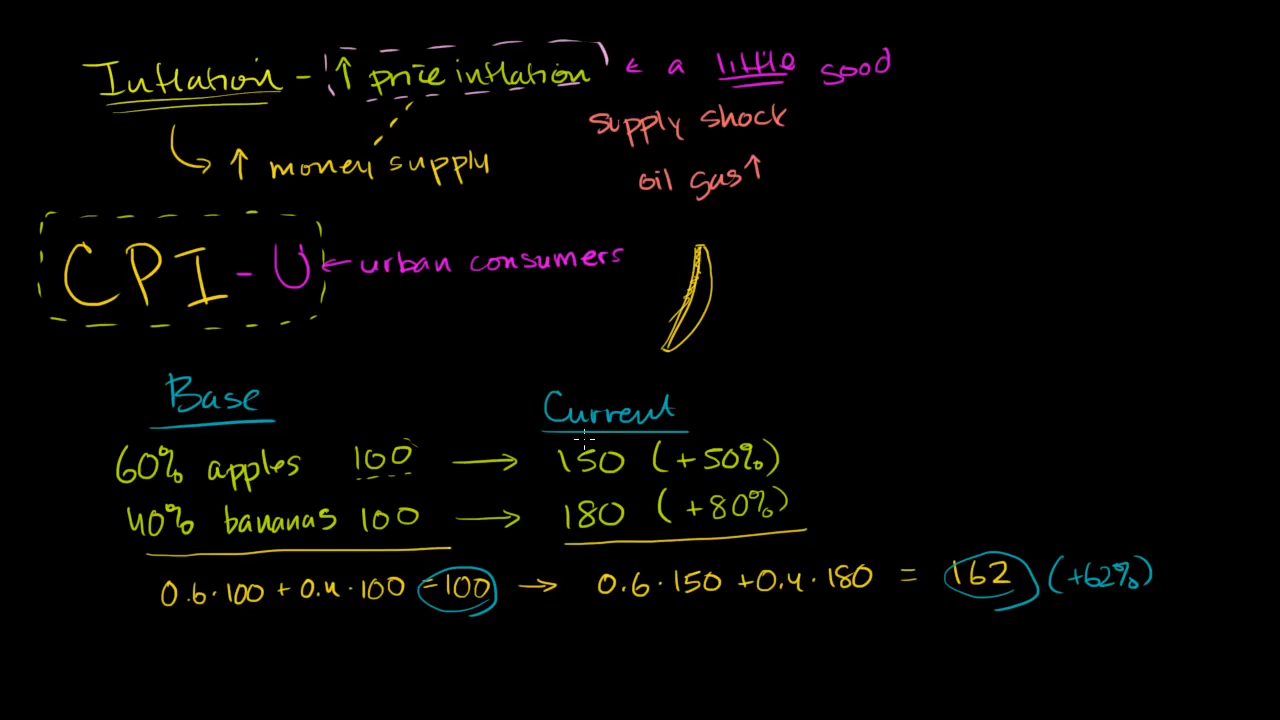 Inflation - ↑ price inflation ← a little good
↑ money supply
supply shock
oil gas ↑
CPI - U ← urban consumers
Base
Current
60% apples 100 → 150 (+50%)
40% bananas 100 → 180 (+80%)
0.6 · 100 + 0.4 · 100 = 100 → 0.6 · 150 + 0.4 · 180 = 162 (+62%)